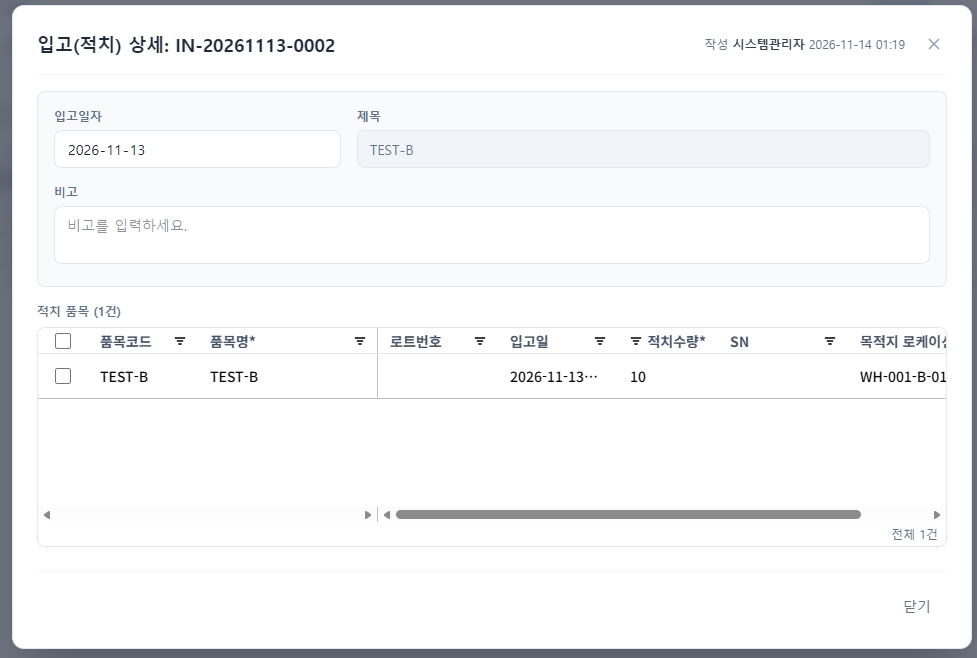 입고(적치) 상세: IN-20261113-0002 작성 시스템관리자 2026-11-14 01:19
입고일자 제목
2026-11-13 TEST-B
비고
비고를 입력하세요.
적치 품목 (1건)
품목코드 품목명* 로트번호 입고일 적치수량* SN 목적지 로케이션
TEST-B TEST-B 2026-11-13… 10 WH-001-B-01
전체 1건
닫기